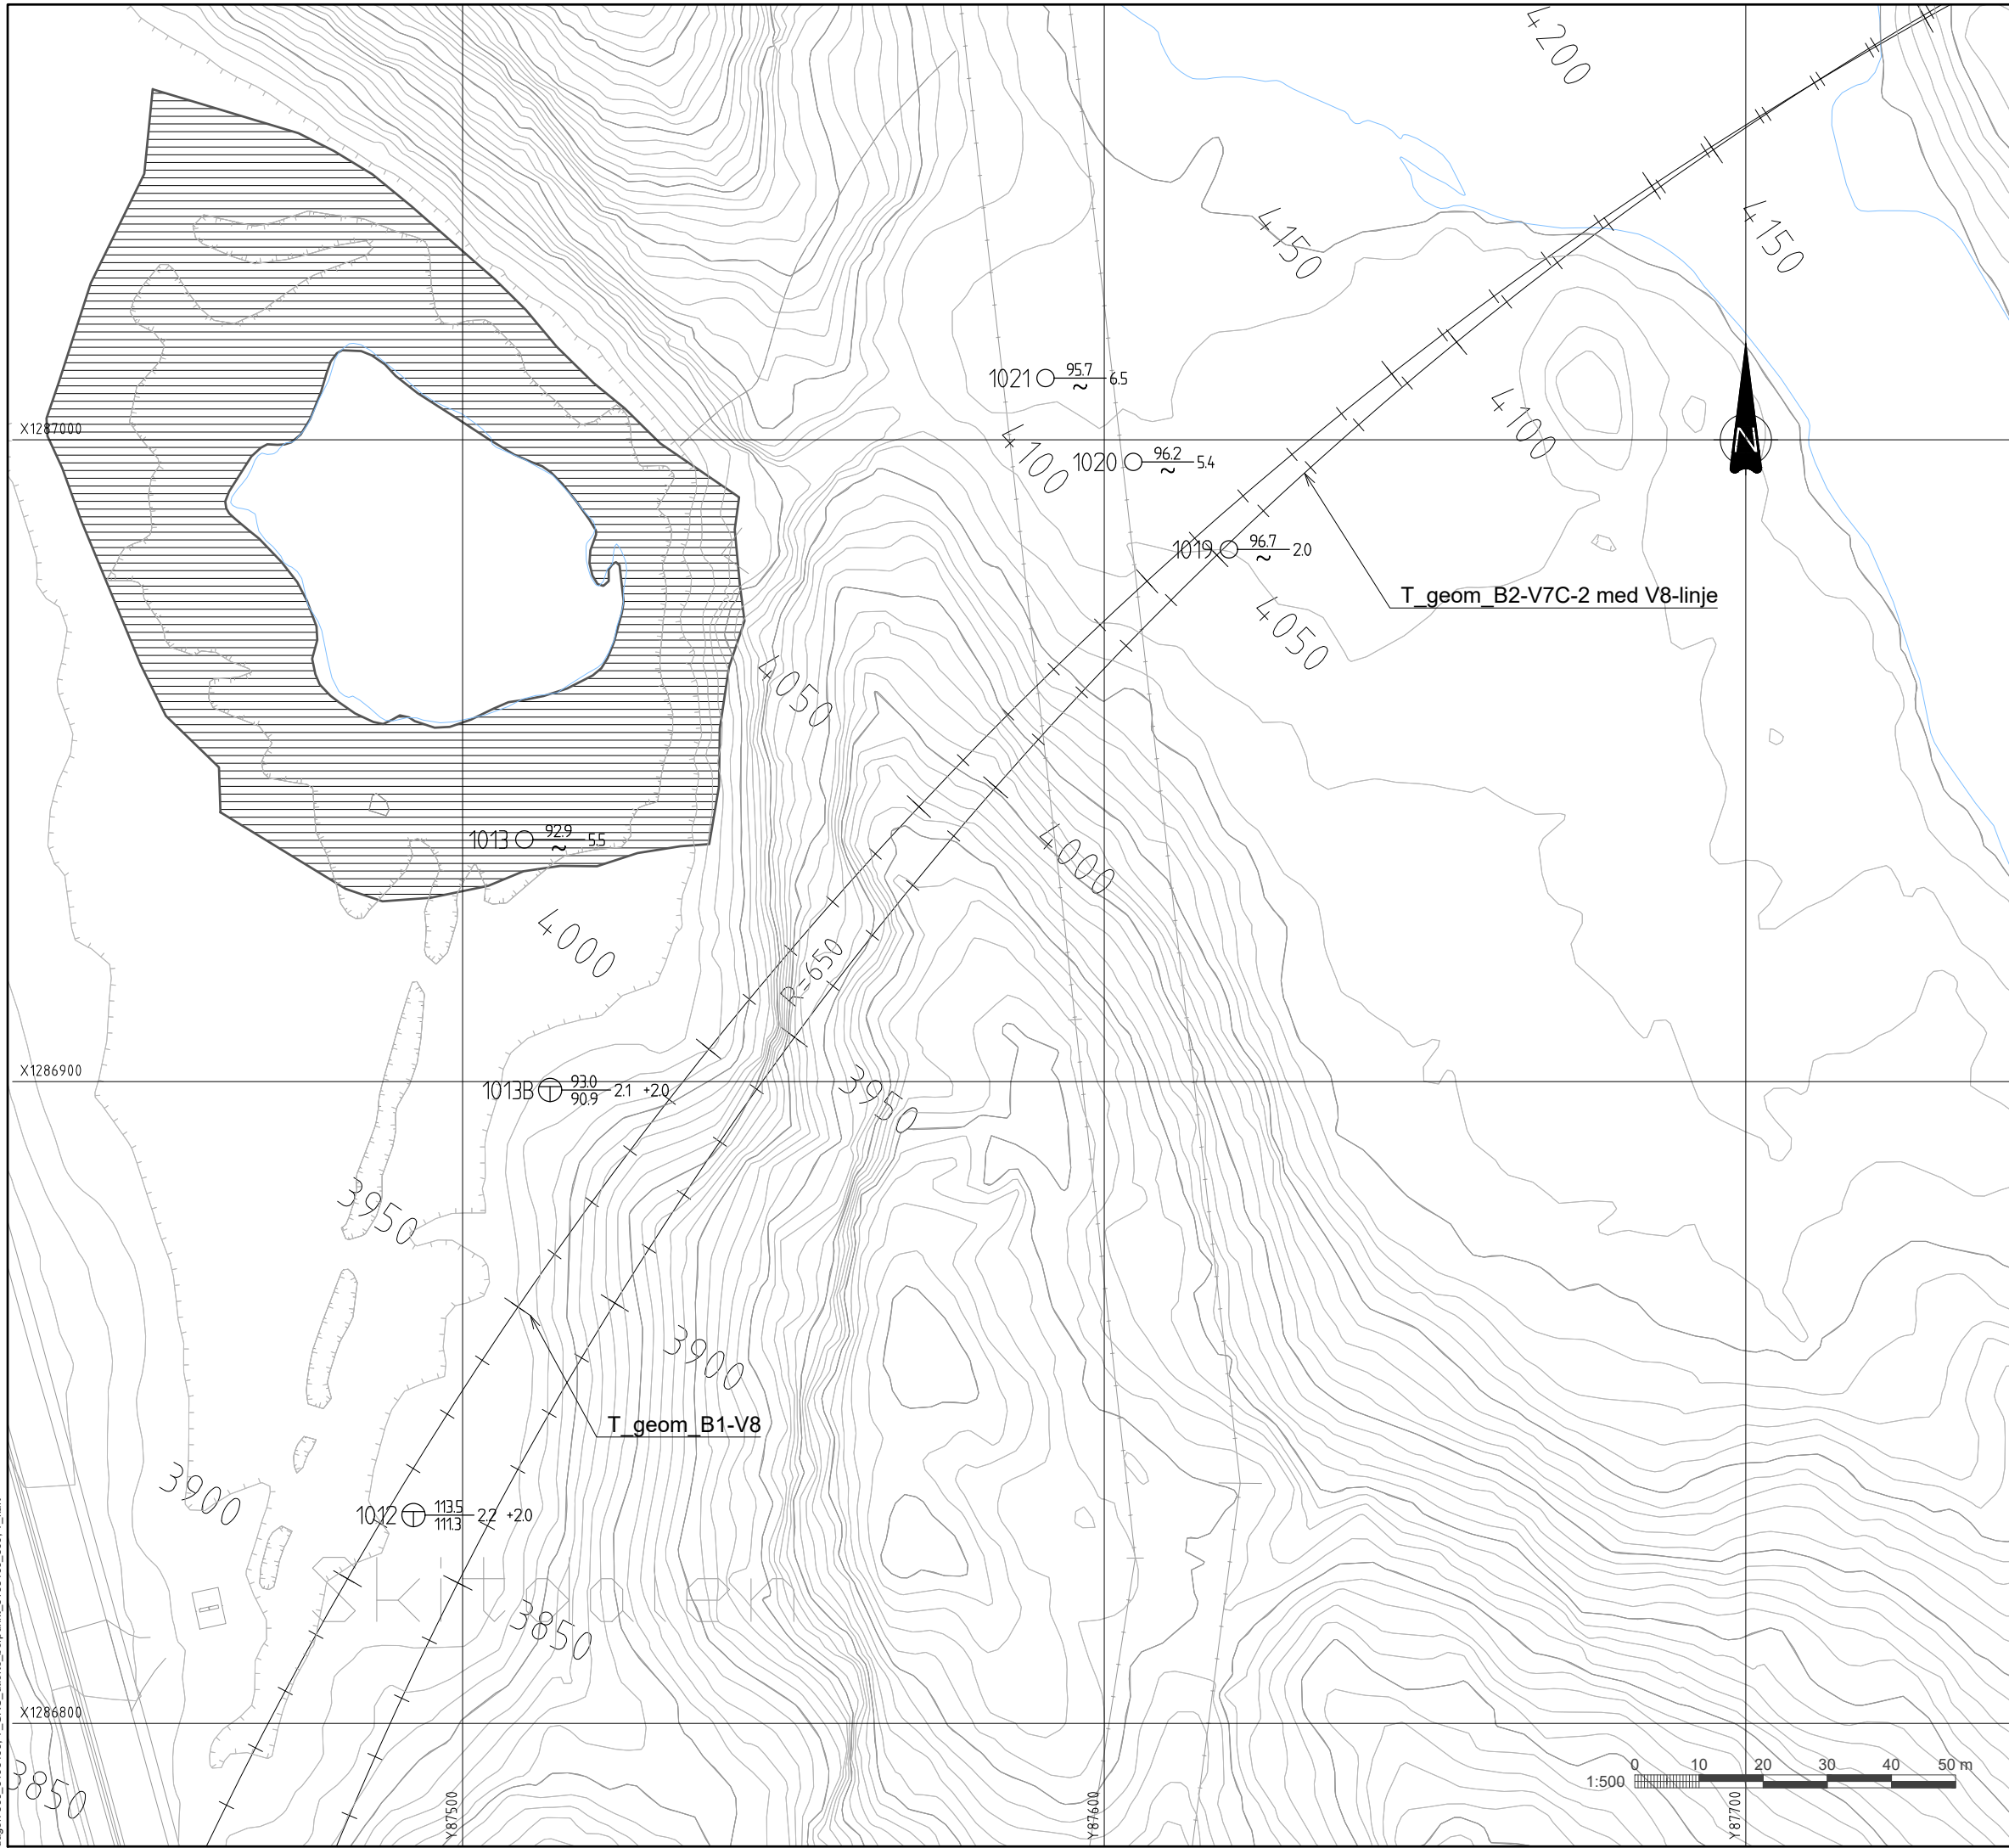 4200
4150
4150
1021 95.7 ~ 6.5
4100
X1287000
4100
N
1020 96.2 ~ 5.4
1019 96.7 ~ 2.0
T_geom_B2-V7C-2 med V8-linje
4050
4050
1013 92.9 ~ 5.5
4000
4000
R=650
X1286900
1013B 93.0 90.9 2.1 +2.0
3950
3950
3900
T_geom_B1-V8
3900
1012 113.5 111.3 2.2 +2.0
3850
X1286800
3850
1:500 0 10 20 30 40 50 m
Y87500
Y87600
Y87700